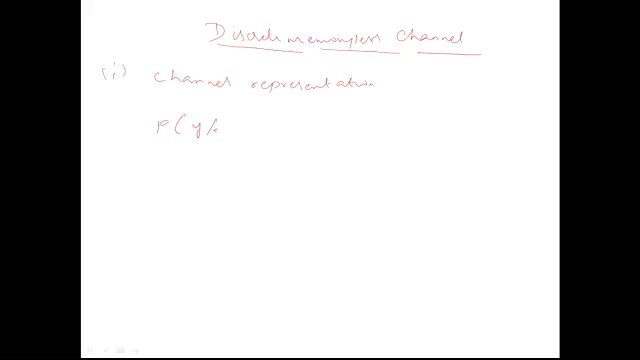 Discrete memoryless channel
(i) channel representation
P(y/